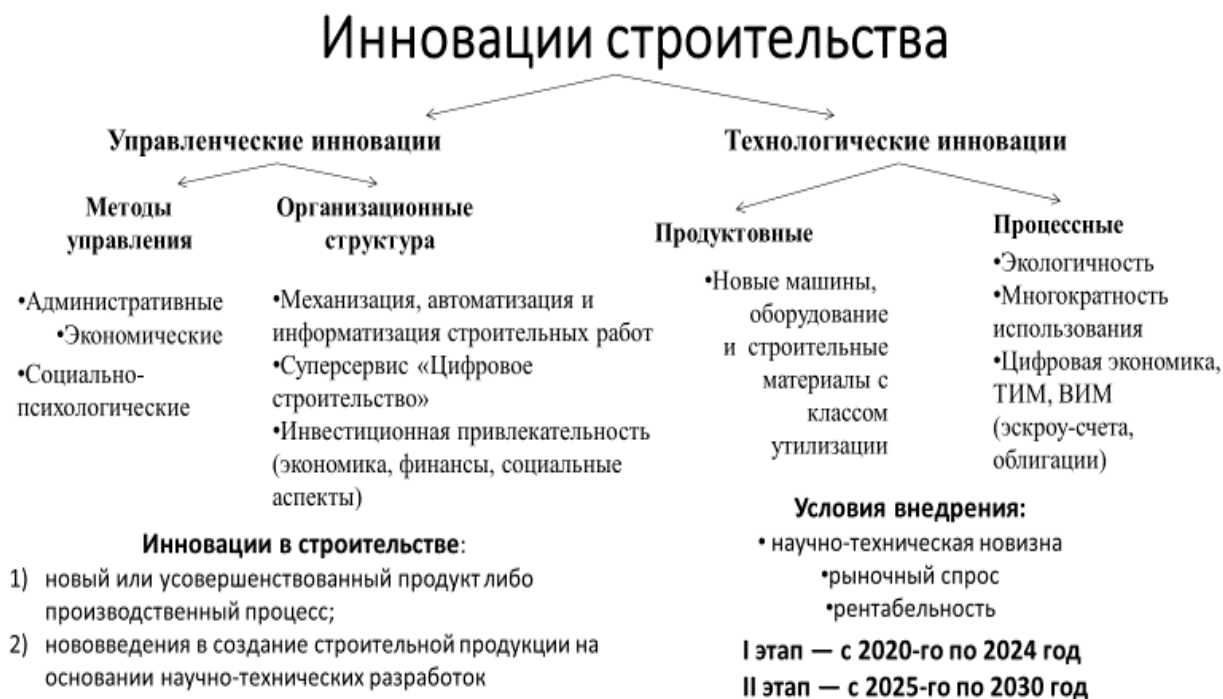 Инновации строительства
Управленческие инновации
Методы
управления
•Административные
•Экономические
•Социально-
психологические
Организационные
структура
•Механизация, автоматизация и
информатизация строительных работ
•Суперсервис «Цифровое
строительство»
•Инвестиционная привлекательность
(экономика, финансы, социальные
аспекты)
Технологические инновации
Продуктовные
•Новые машины,
оборудование
и строительные
материалы с
классом
утилизации
Процессные
•Экологичность
•Многократность
использования
•Цифровая экономика,
ТИМ, ВИМ
(эскроу-счета,
облигации)
Инновации в строительстве:
1) новый или усовершенствованный продукт либо
производственный процесс;
2) нововведения в создание строительной продукции на
основании научно-технических разработок
Условия внедрения:
• научно-техническая новизна
•рыночный спрос
•рентабельность
I этап — с 2020-го по 2024 год
II этап — с 2025-го по 2030 год